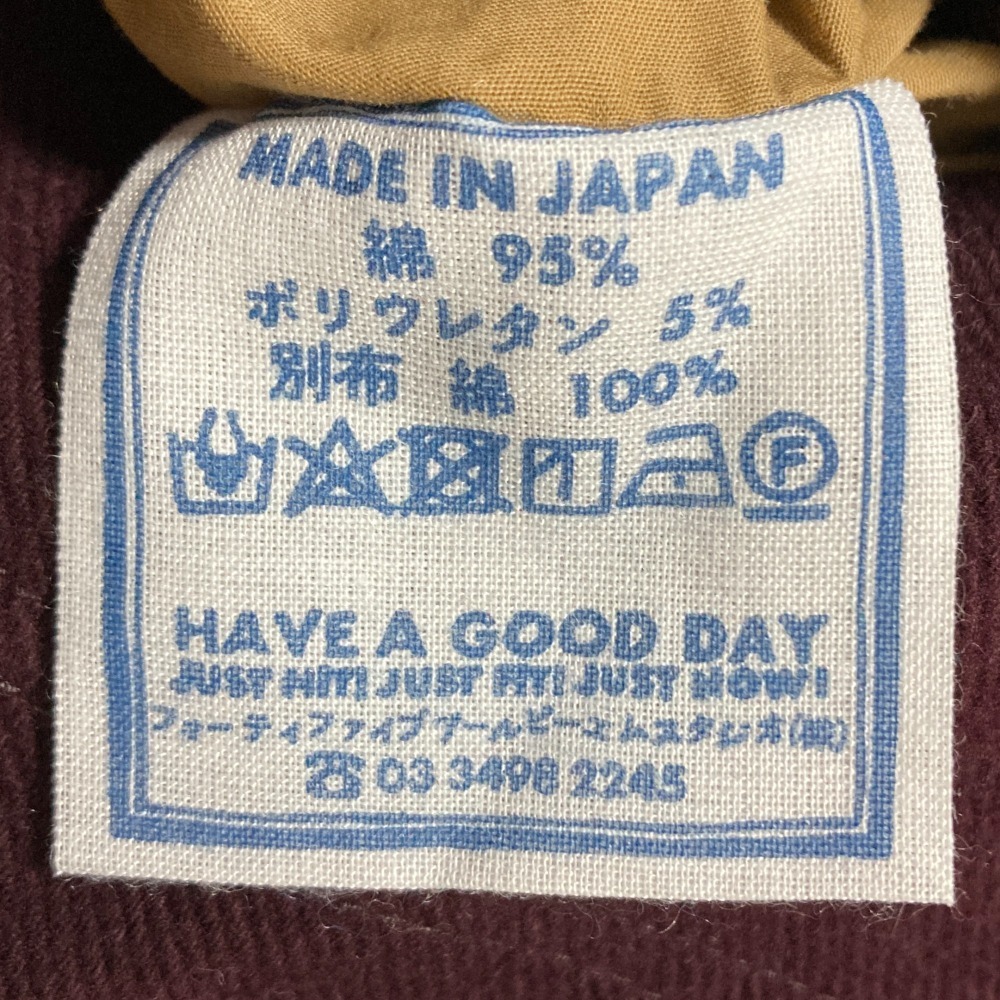 MADE IN JAPAN
綿 95%
ポリウレタン 5%
別布 綿 100%
F
HAVE A GOOD DAY
JUST HIT! JUST FIT! JUST NOW!
フォーティファイブアールピーエムスタジオ(株)
☎ 03 3498 2245